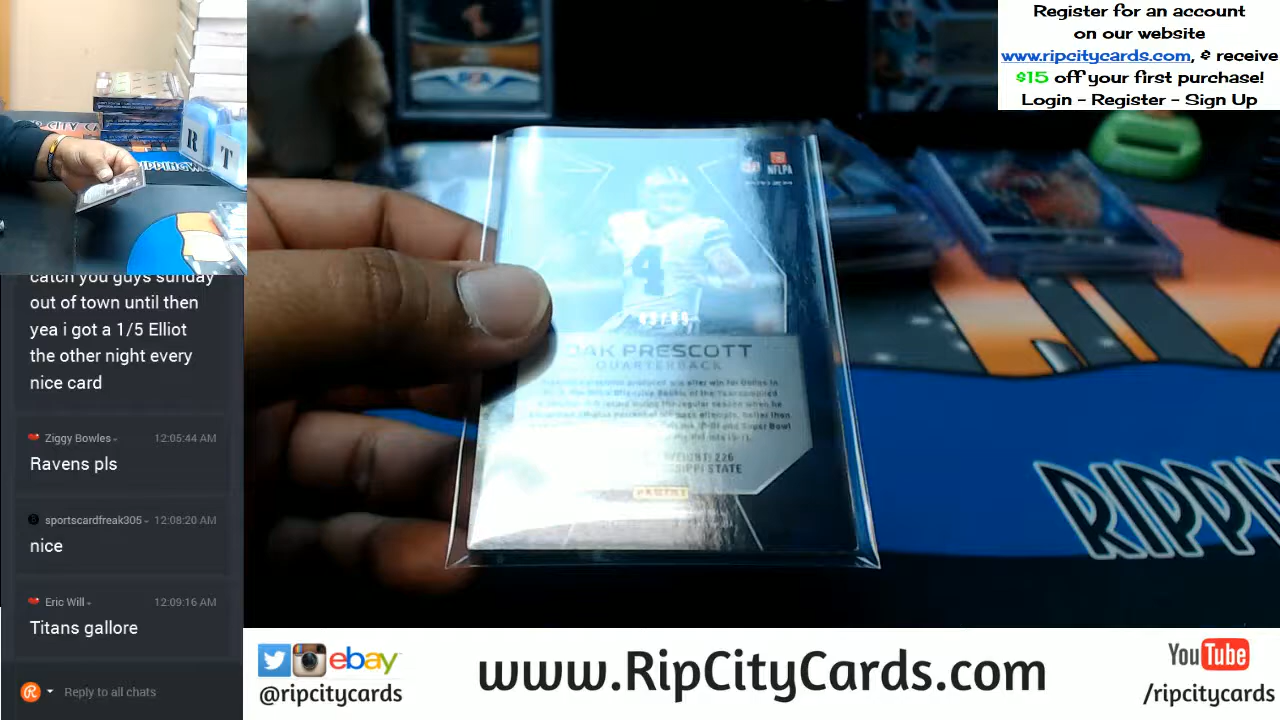 Register for an account
on our website
www.ripcitycards.com, & receive
$15 off your first purchase!
Login - Register - Sign Up
R
T
RIPPING
catch you guys sunday
out of town until then
yea i got a 1/5 Elliot
the other night every
nice card
Ziggy Bowles 12:05:44 AM
Ravens pls
sportscardfreak305 12:08:20 AM
nice
Eric Will 12:09:16 AM
Titans gallore
Reply to all chats
NFLPA
4
DAK PRESCOTT
QUARTERBACK
WEIGHT: 226
STATE
PANINI
RIPPIN
ebay
@ripcitycards
www.RipCityCards.com
YouTube
/ripcitycards